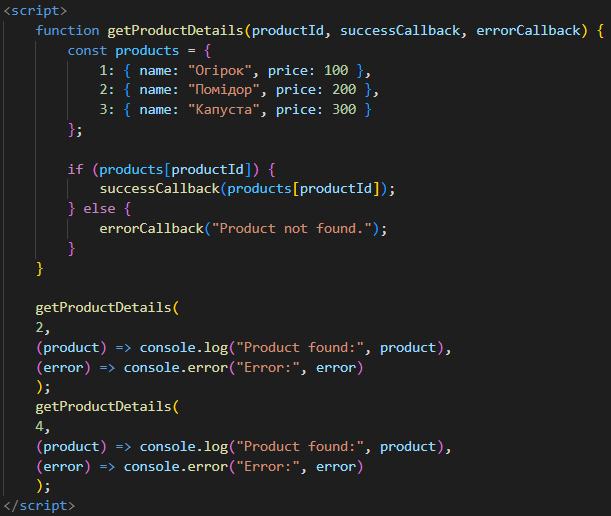 <script>
function getProductDetails(productId, successCallback, errorCallback) {
const products = {
1: { name: "Огірок", price: 100 },
2: { name: "Помідор", price: 200 },
3: { name: "Капуста", price: 300 }
};
if (products[productId]) {
successCallback(products[productId]);
} else {
errorCallback("Product not found.");
}
}
getProductDetails(
2,
(product) => console.log("Product found:", product),
(error) => console.error("Error:", error)
);
getProductDetails(
4,
(product) => console.log("Product found:", product),
(error) => console.error("Error:", error)
);
</script>